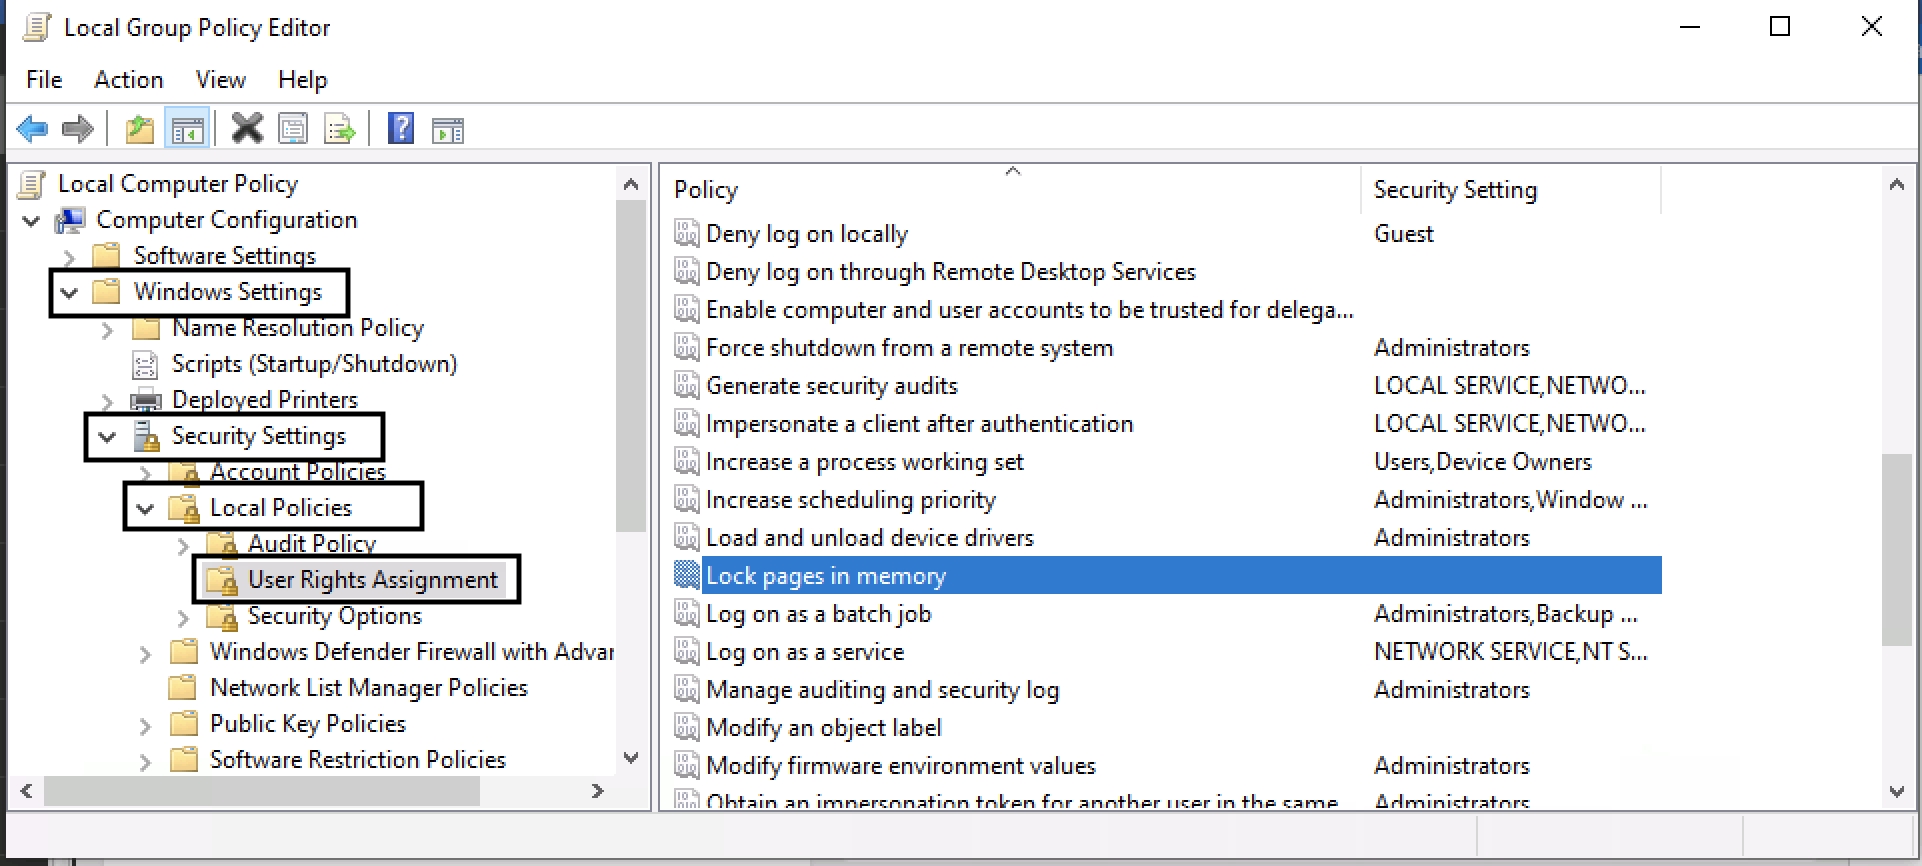 Local Group Policy Editor
File Action View Help
Local Computer Policy
Computer Configuration
Software Settings
Windows Settings
Name Resolution Policy
Scripts (Startup/Shutdown)
Deployed Printers
Security Settings
Account Policies
Local Policies
Audit Policy
User Rights Assignment
Security Options
Windows Defender Firewall with Advar
Network List Manager Policies
Public Key Policies
Software Restriction Policies
Policy Security Setting
Deny log on locally Guest
Deny log on through Remote Desktop Services
Enable computer and user accounts to be trusted for delega...
Force shutdown from a remote system Administrators
Generate security audits LOCAL SERVICE,NETWO...
Impersonate a client after authentication LOCAL SERVICE,NETWO...
Increase a process working set Users,Device Owners
Increase scheduling priority Administrators,Window ...
Load and unload device drivers Administrators
Lock pages in memory
Log on as a batch job Administrators,Backup ...
Log on as a service NETWORK SERVICE,NT S...
Manage auditing and security log Administrators
Modify an object label
Modify firmware environment values Administrators
Obtain an impersonation token for another user in the same Administrators